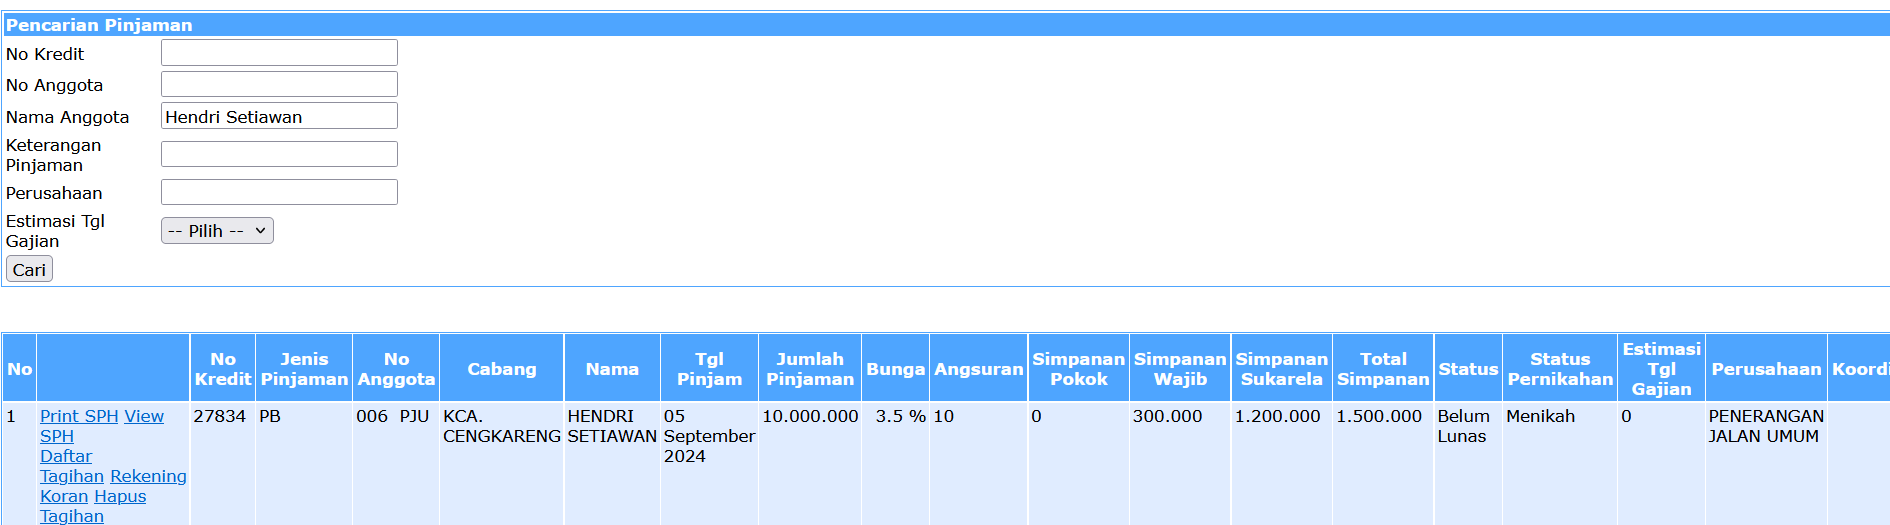 Pencarian Pinjaman
No Kredit
No Anggota
Nama Anggota Hendri Setiawan
Keterangan
Pinjaman
Perusahaan
Estimasi Tgl
Gajian -- Pilih --
Cari
No No Kredit Jenis Pinjaman No Anggota Cabang Nama Tgl Pinjam Jumlah Pinjaman Bunga Angsuran Simpanan Pokok Simpanan Wajib Simpanan Sukarela Total Simpanan Status Status Pernikahan Estimasi Tgl Gajian Perusahaan Koordi
1 Print SPH View 27834 PB 006 PJU KCA. HENDRI 05 10.000.000 3.5 % 10 0 300.000 1.200.000 1.500.000 Belum Menikah 0 PENERANGAN
SPH CENGKARENG SETIAWAN September Lunas JALAN UMUM
Daftar 2024
Tagihan Rekening
Koran Hapus
Tagihan